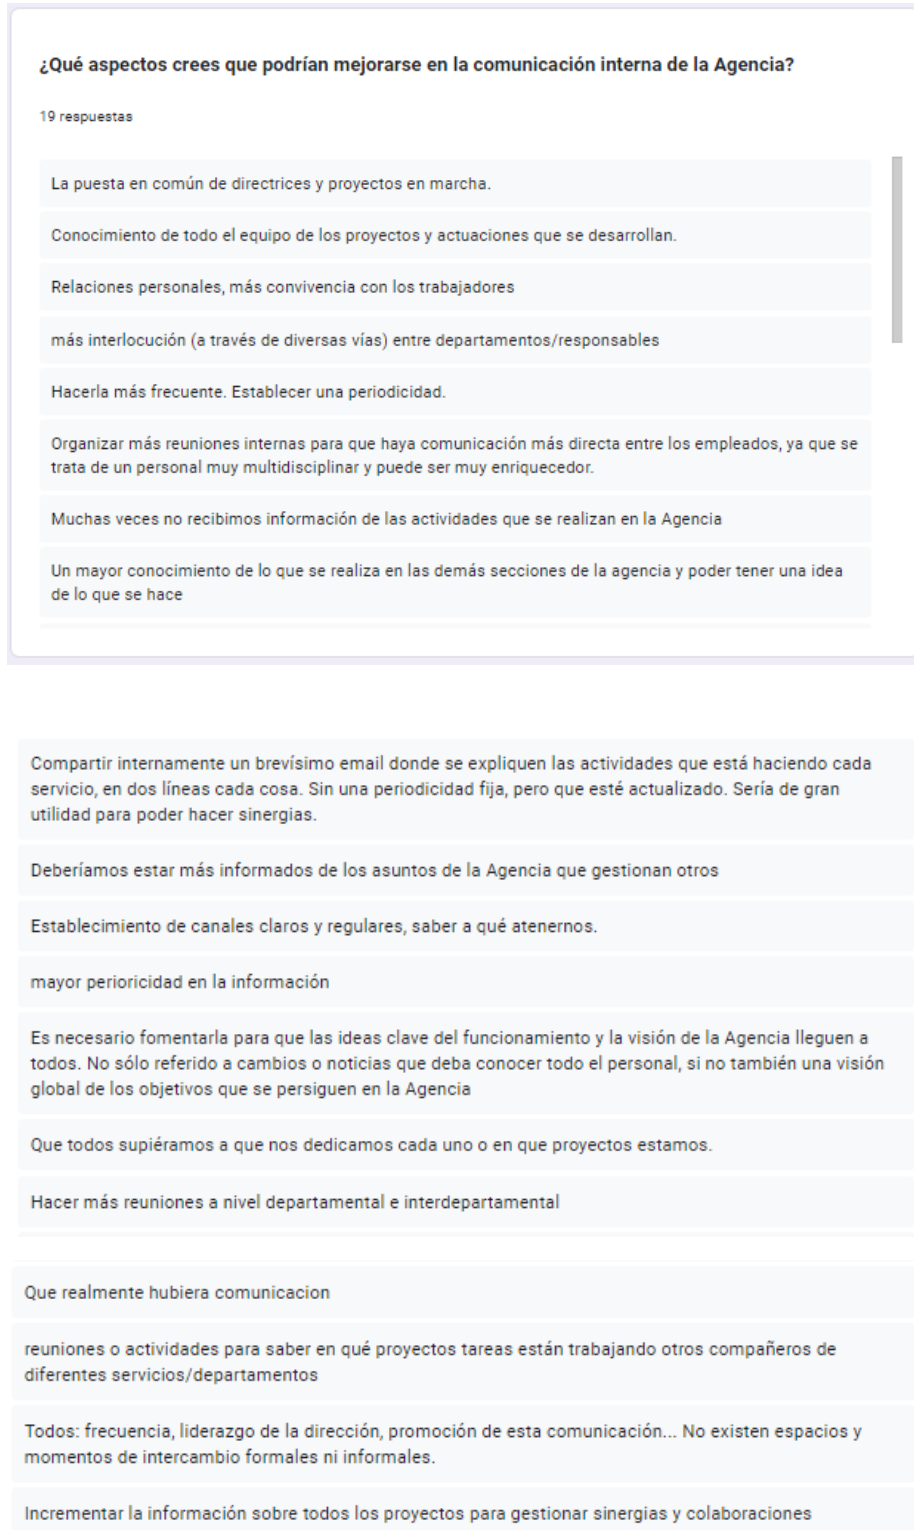 ¿Qué aspectos crees que podrían mejorarse en la comunicación interna de la Agencia?
19 respuestas
La puesta en común de directrices y proyectos en marcha.
Conocimiento de todo el equipo de los proyectos y actuaciones que se desarrollan.
Relaciones personales, más convivencia con los trabajadores
más interlocución (a través de diversas vías) entre departamentos/responsables
Hacerla más frecuente. Establecer una periodicidad.
Organizar más reuniones internas para que haya comunicación más directa entre los empleados, ya que se
trata de un personal muy multidisciplinar y puede ser muy enriquecedor.
Muchas veces no recibimos información de las actividades que se realizan en la Agencia
Un mayor conocimiento de lo que se realiza en las demás secciones de la agencia y poder tener una idea
de lo que se hace
Compartir internamente un brevísimo email donde se expliquen las actividades que está haciendo cada
servicio, en dos líneas cada cosa. Sin una periodicidad fija, pero que esté actualizado. Sería de gran
utilidad para poder hacer sinergias.
Deberíamos estar más informados de los asuntos de la Agencia que gestionan otros
Establecimiento de canales claros y regulares, saber a qué atenernos.
mayor perioricidad en la información
Es necesario fomentarla para que las ideas clave del funcionamiento y la visión de la Agencia lleguen a
todos. No sólo referido a cambios o noticias que deba conocer todo el personal, si no también una visión
global de los objetivos que se persiguen en la Agencia
Que todos supiéramos a que nos dedicamos cada uno o en que proyectos estamos.
Hacer más reuniones a nivel departamental e interdepartamental
Que realmente hubiera comunicacion
reuniones o actividades para saber en qué proyectos tareas están trabajando otros compañeros de
diferentes servicios/departamentos
Todos: frecuencia, liderazgo de la dirección, promoción de esta comunicación... No existen espacios y
momentos de intercambio formales ni informales.
Incrementar la información sobre todos los proyectos para gestionar sinergias y colaboraciones